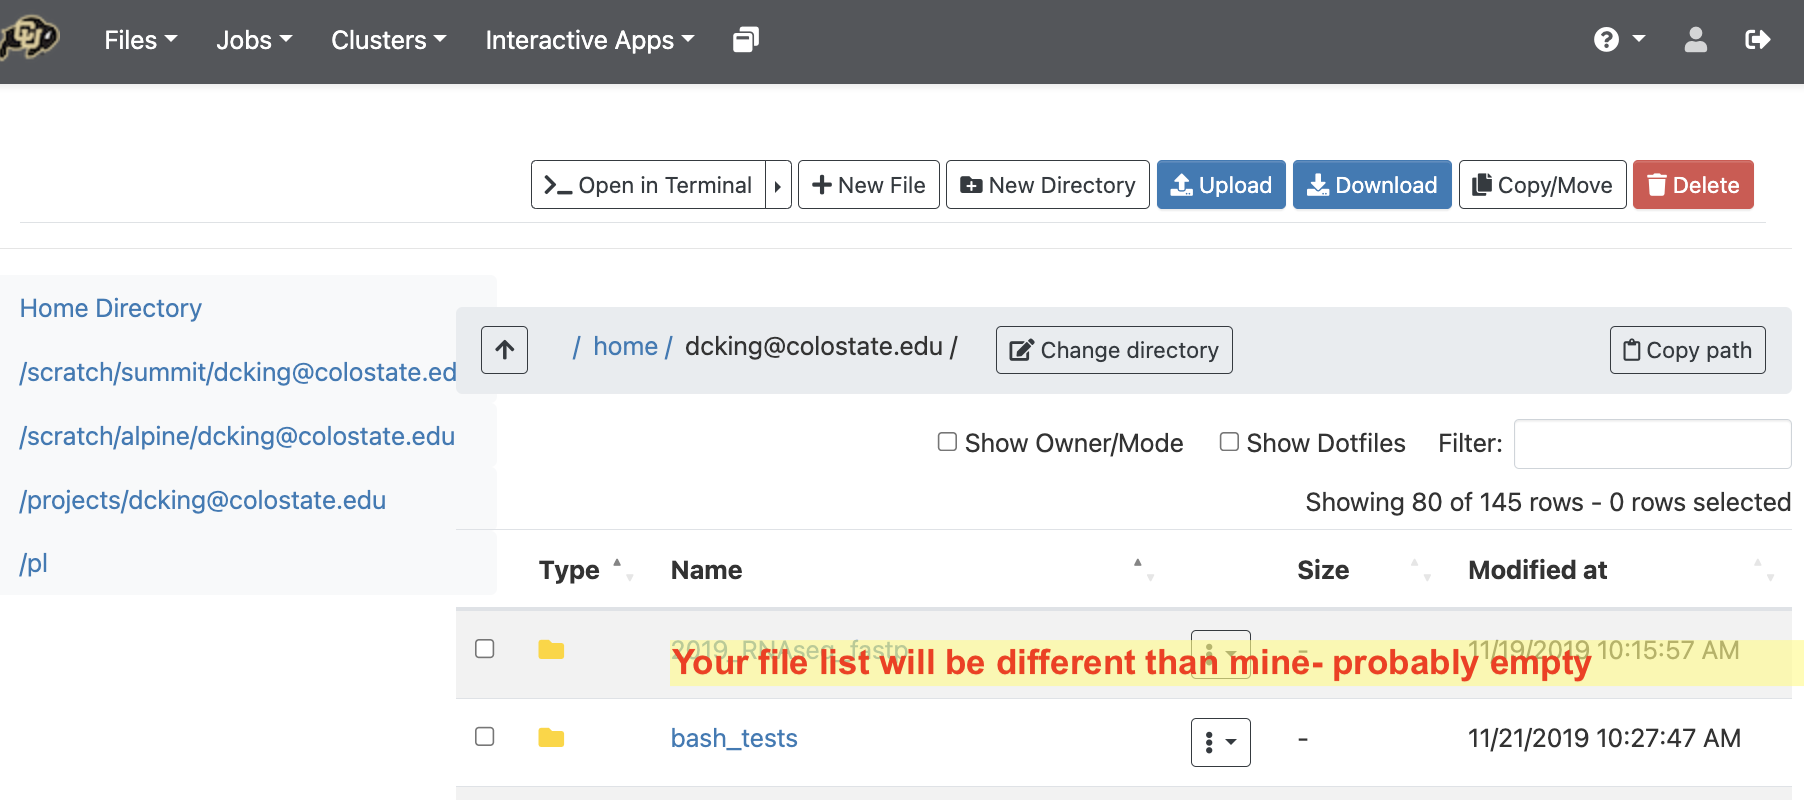 CU
Files Jobs Clusters Interactive Apps
Open in Terminal New File New Directory Upload Download Copy/Move Delete
Home Directory
/scratch/summit/dcking@colostate.ed
/scratch/alpine/dcking@colostate.edu
/projects/dcking@colostate.edu
/pl
/ home / dcking@colostate.edu / Change directory Copy path
Show Owner/Mode Show Dotfiles Filter:
Showing 80 of 145 rows - 0 rows selected
Type Name Size Modified at
2019_RNAseq_fastp - 11/19/2019 10:15:57 AM
Your file list will be different than mine- probably empty
bash_tests - 11/21/2019 10:27:47 AM